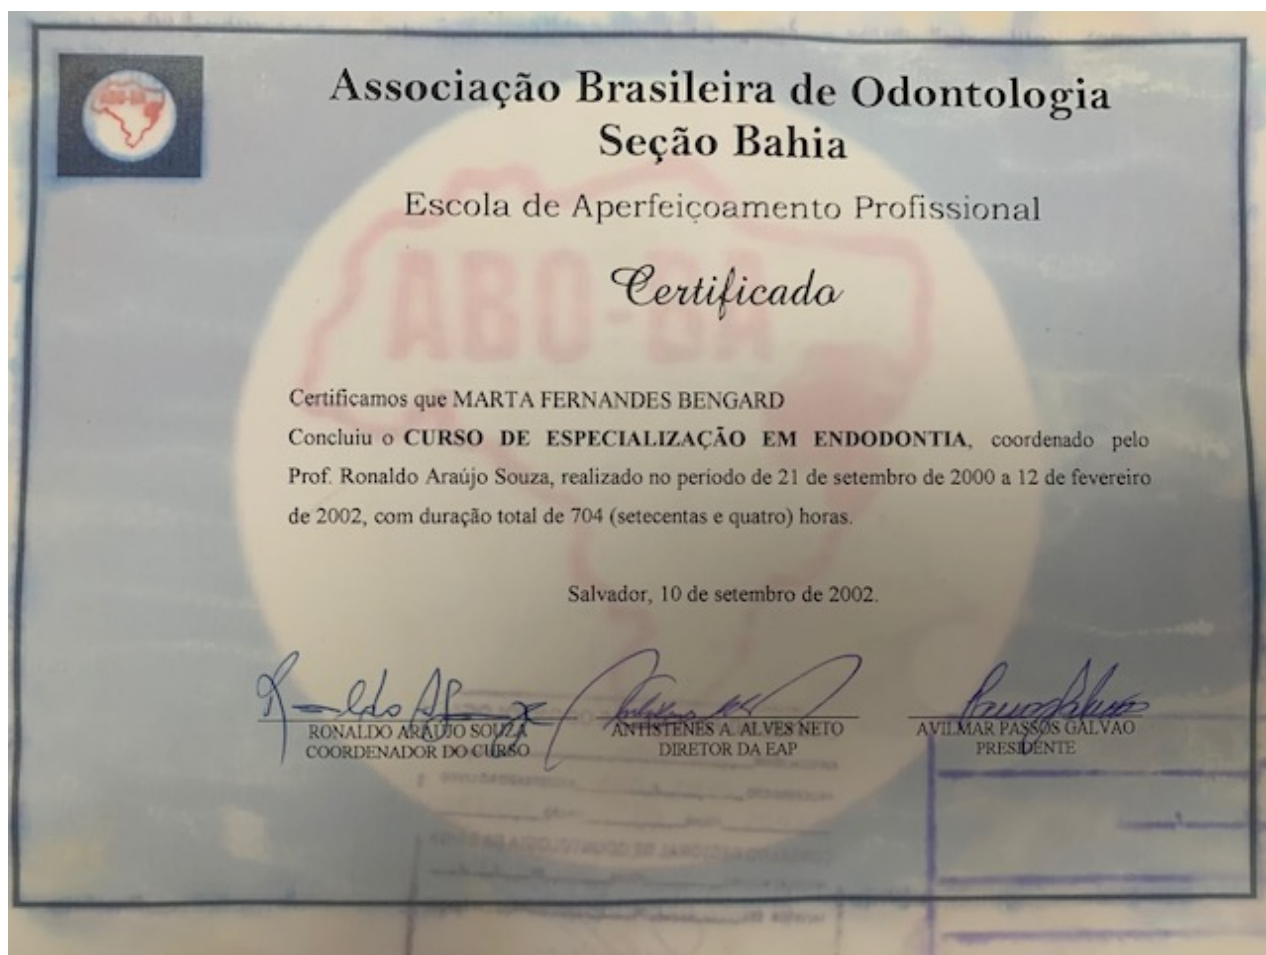 Associação Brasileira de Odontologia
Seção Bahia
Escola de Aperfeiçoamento Profissional
ABO-BA
Certificado
Certificamos que MARTA FERNANDES BENGARD
Concluiu o CURSO DE ESPECIALIZAÇÃO EM ENDODONTIA, coordenado pelo
Prof. Ronaldo Araújo Souza, realizado no período de 21 de setembro de 2000 a 12 de fevereiro
de 2002, com duração total de 704 (setecentas e quatro) horas.
Salvador, 10 de setembro de 2002.
RONALDO ARAÚJO SOUZA
COORDENADOR DO CURSO
ANTISTENES A. ALVES NETO
DIRETOR DA EAP
AVILMAR PASSOS GALVÃO
PRESIDENTE